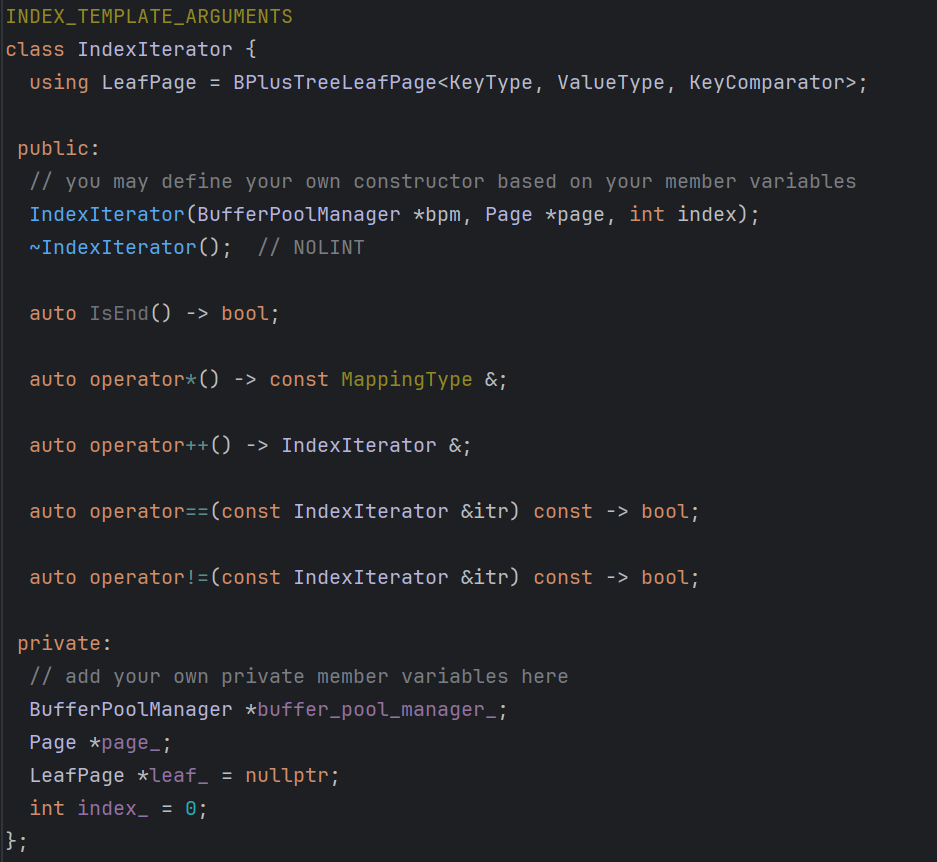 INDEX_TEMPLATE_ARGUMENTS
class IndexIterator {
  using LeafPage = BPlusTreeLeafPage<KeyType, ValueType, KeyComparator>;

 public:
  // you may define your own constructor based on your member variables
  IndexIterator(BufferPoolManager *bpm, Page *page, int index);
  ~IndexIterator();  // NOLINT

  auto IsEnd() -> bool;

  auto operator*() -> const MappingType &;

  auto operator++() -> IndexIterator &;

  auto operator==(const IndexIterator &itr) const -> bool;

  auto operator!=(const IndexIterator &itr) const -> bool;

 private:
  // add your own private member variables here
  BufferPoolManager *buffer_pool_manager_;
  Page *page_;
  LeafPage *leaf_ = nullptr;
  int index_ = 0;
};